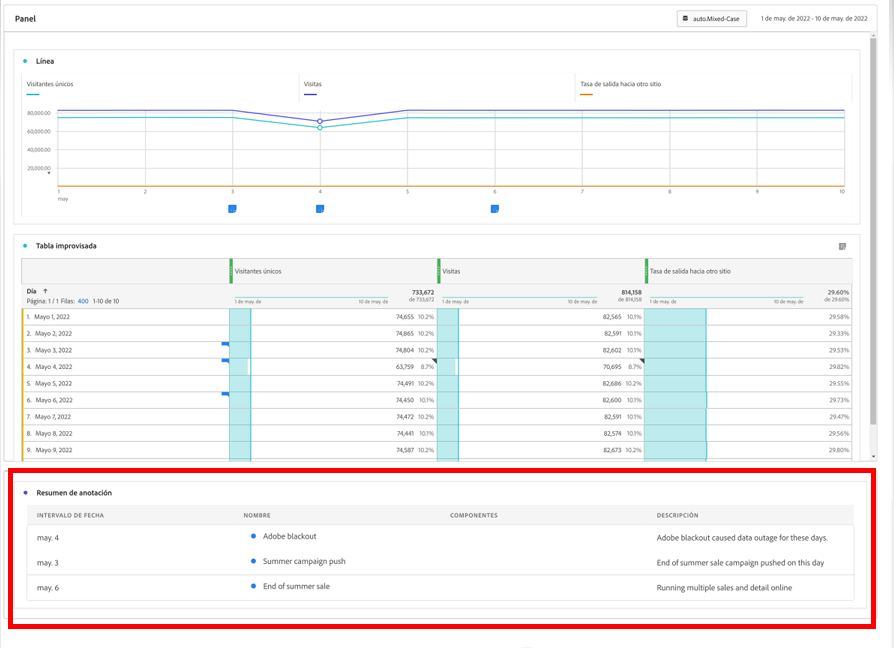 Panel
auto.Mixed-Case
1 de may. de 2022 - 10 de may. de 2022
Línea
Visitantes únicos
Visitas
Tasa de salida hacia otro sitio
80,000.00
60,000.00
40,000.00
20,000.00
1 2 3 4 5 6 7 8 9 10
may
Tabla improvisada
Visitantes únicos
Visitas
Tasa de salida hacia otro sitio
Día ↑
Página: 1 / 1 Filas: 400 1-10 de 10
733,672
de 733,672
1 de may. de
10 de may. de
814,158
de 814,158
1 de may. de
10 de may. de
29.60%
de 29.60%
1 de may. de
10 de may. de
1. Mayo 1, 2022 74,655 10.2% 82,565 10.1% 29.58%
2. Mayo 2, 2022 74,865 10.2% 82,591 10.1% 29.33%
3. Mayo 3, 2022 74,804 10.2% 82,602 10.1% 29.53%
4. Mayo 4, 2022 63,759 8.7% 70,695 8.7% 29.82%
5. Mayo 5, 2022 74,491 10.2% 82,686 10.2% 29.55%
6. Mayo 6, 2022 74,450 10.1% 82,600 10.1% 29.73%
7. Mayo 7, 2022 74,472 10.2% 82,591 10.1% 29.47%
8. Mayo 8, 2022 74,441 10.1% 82,574 10.1% 29.56%
9. Mayo 9, 2022 74,587 10.2% 82,673 10.2% 29.80%
Resumen de anotación
INTERVALO DE FECHA NOMBRE COMPONENTES DESCRIPCIÓN
may. 4 Adobe blackout Adobe blackout caused data outage for these days.
may. 3 Summer campaign push End of summer sale campaign pushed on this day
may. 6 End of summer sale Running multiple sales and detail online